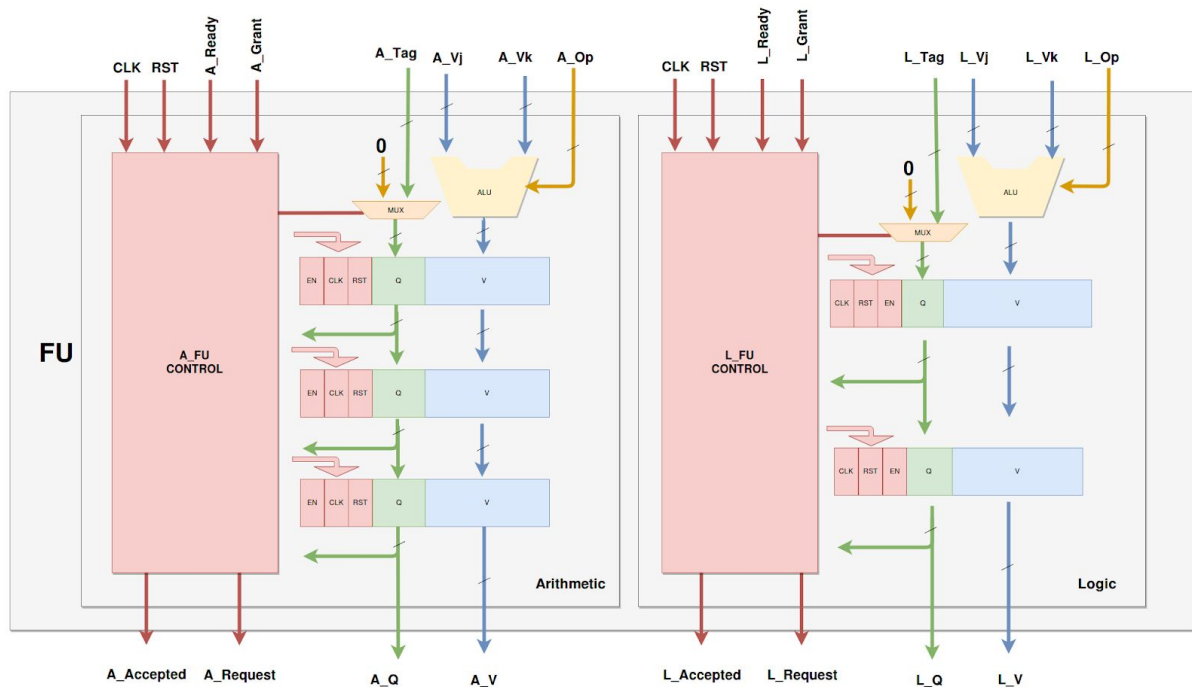 A_Ready
A_Grant
A_Tag
A_Vj
A_Vk
A_Op
CLK
RST
L_Ready
L_Grant
L_Tag
L_Vj
L_Vk
L_Op
CLK
RST
0
ALU
MUX
EN CLK RST Q V
FU
A_FU
CONTROL
EN CLK RST Q V
EN CLK RST Q V
Arithmetic
0
ALU
MUX
CLK RST EN Q V
L_FU
CONTROL
CLK RST EN Q V
Logic
A_Accepted
A_Request
A_Q
A_V
L_Accepted
L_Request
L_Q
L_V